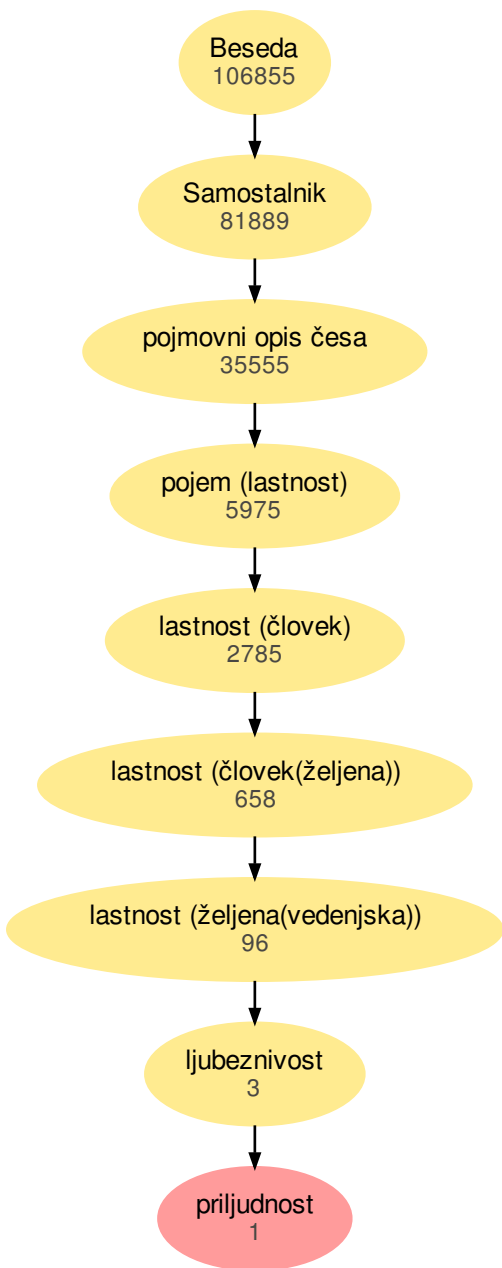 Beseda
106855
Samostalnik
81889
pojmovni opis česa
35555
pojem (lastnost)
5975
lastnost (človek)
2785
lastnost (človek(željena))
658
lastnost (željena(vedenjska))
96
ljubeznivost
3
priljudnost
1